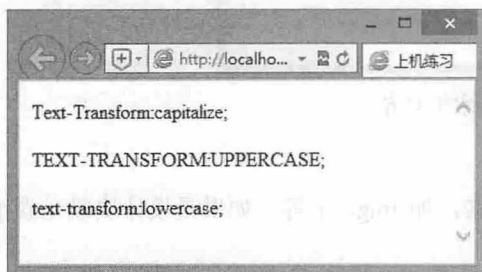 http://localho...
上机练习
Text-Transform:capitalize;
TEXT-TRANSFORM:UPPERCASE;
text-transform:lowercase;